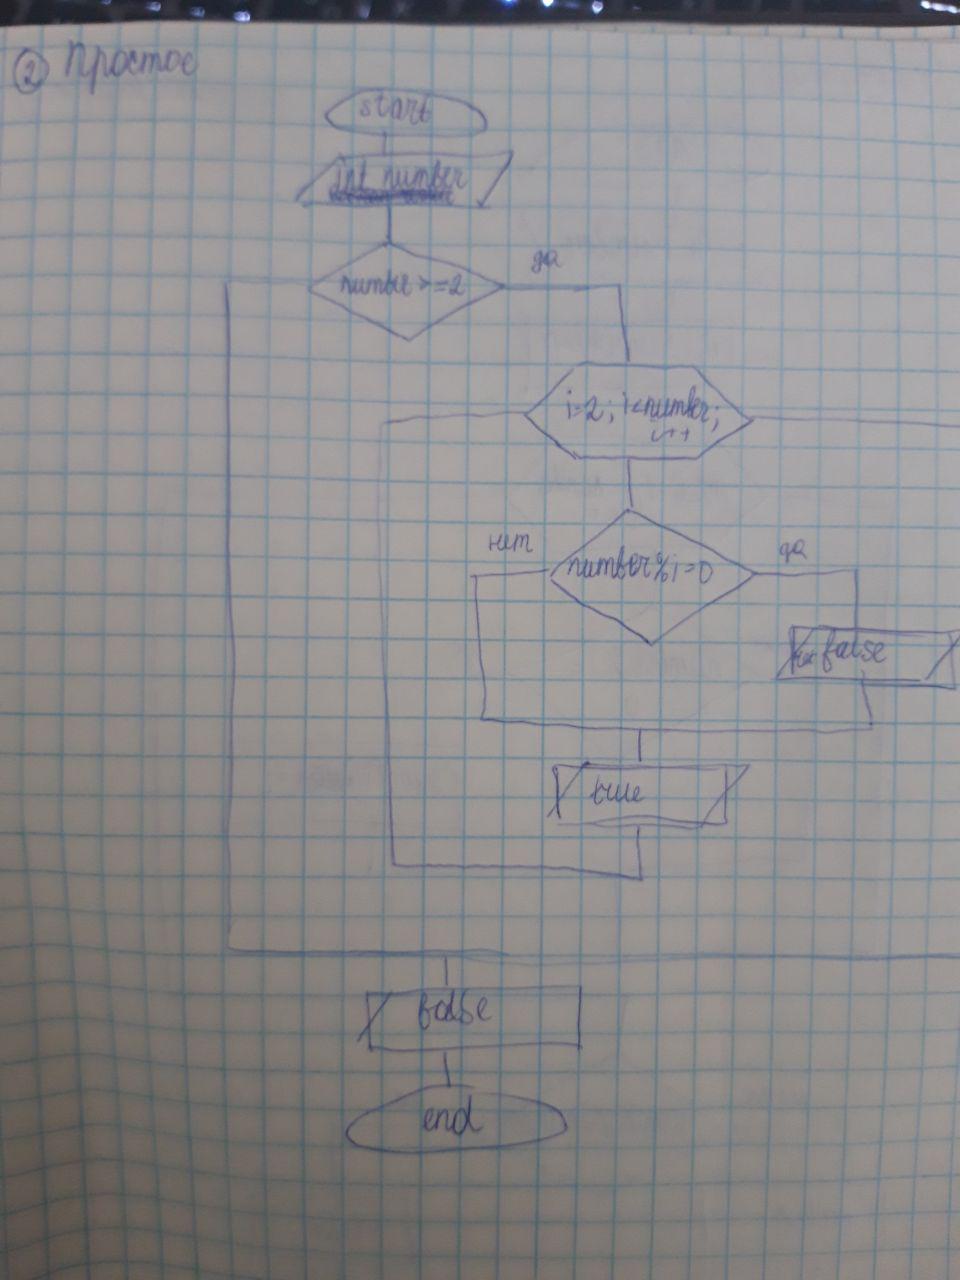 2 Простое
start
int number
number >=2
да
i=2; i<number;
i++
нет
number%i=0
да
false
true
false
end